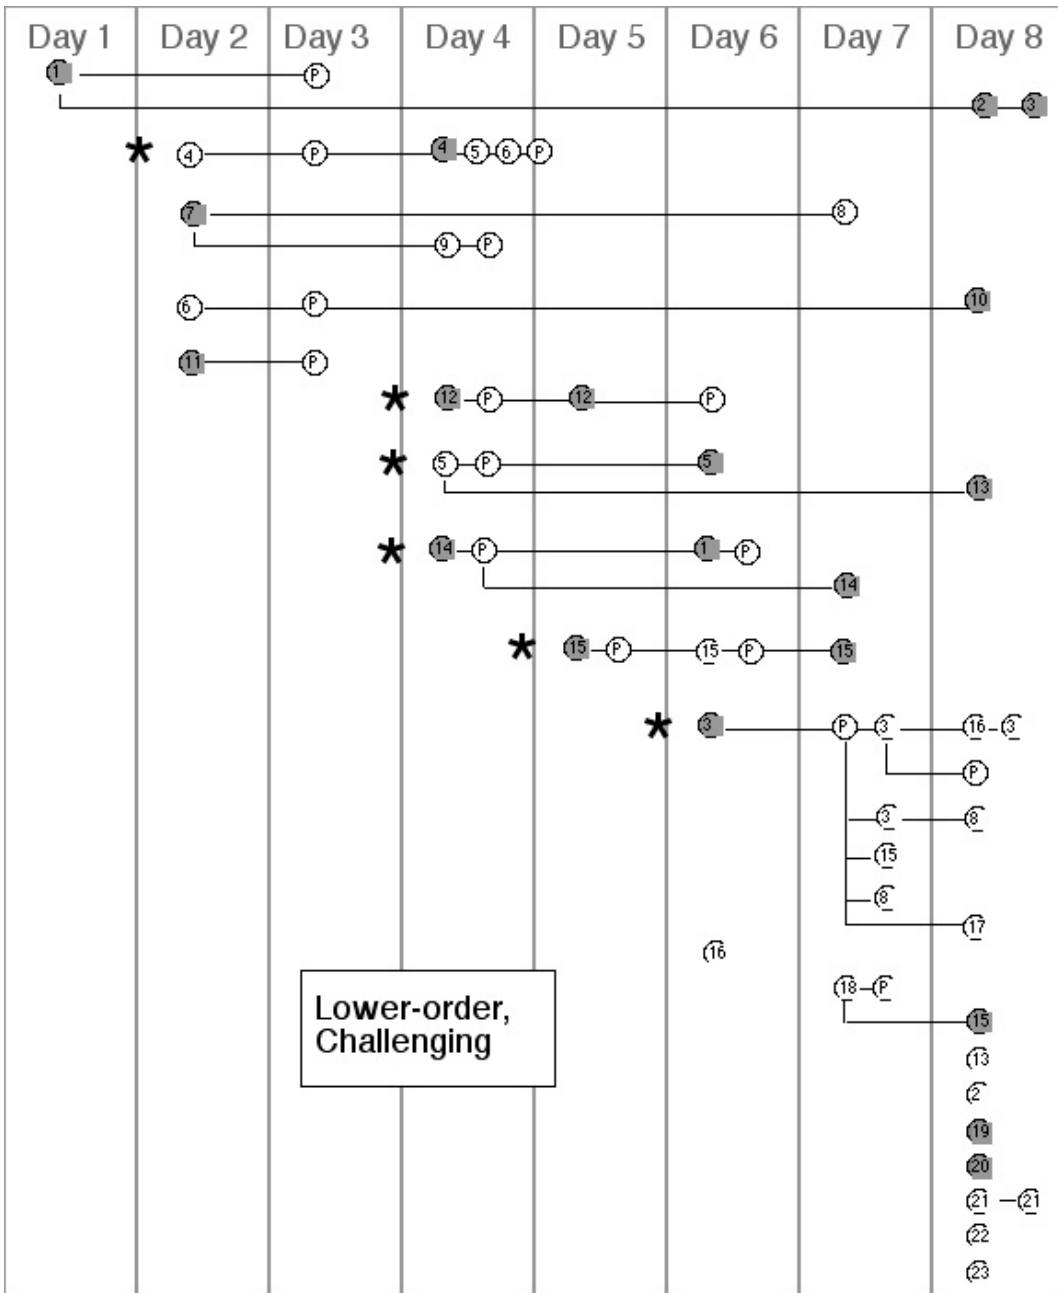 Day 1 Day 2 Day 3 Day 4 Day 5 Day 6 Day 7 Day 8
1 P
2 3
* 4 P 4 5 6 P
7 8
9 P
6 P 10
11 P
* 12 P 12 P
* 5 P 5
13
* 14 P 1 P
14
* 15 P 15 P 15
* 3 P 3 16 3
P
3 8
15
8
17
16
18 P
Lower-order,
Challenging
15
13
2
19
20
21 21
22
23